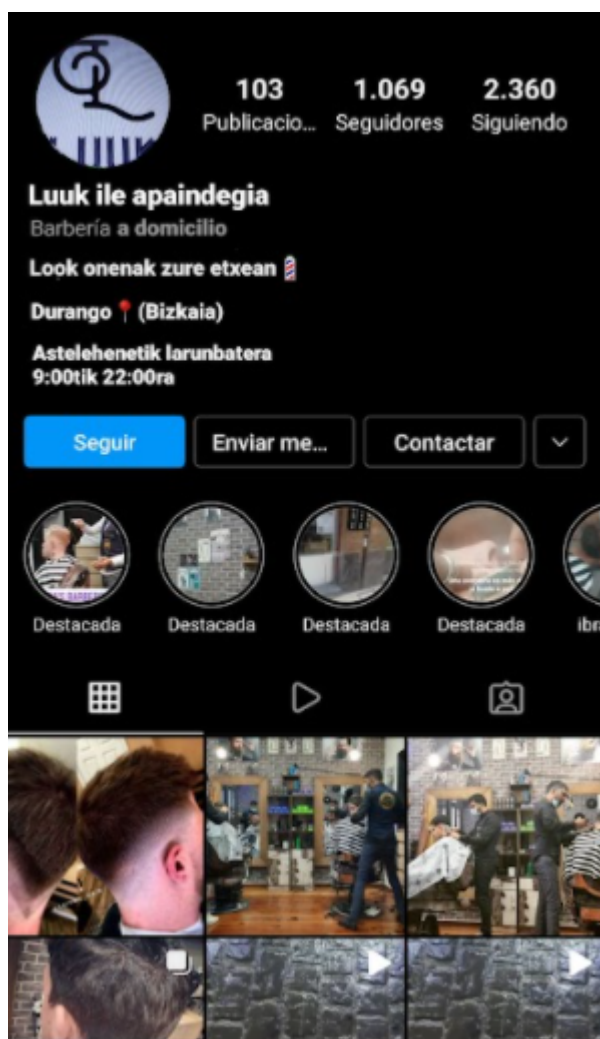 103 1.069 2.360
Publicacio... Seguidores Siguiendo
Luuk ile apaindegia
Barbería a domicilio
Look onenak zure etxean 💈
Durango 📍 (Bizkaia)
Astelehenetik larunbatera
9:00tik 22:00ra
Seguir Enviar me... Contactar
Destacada Destacada Destacada Destacada ibr